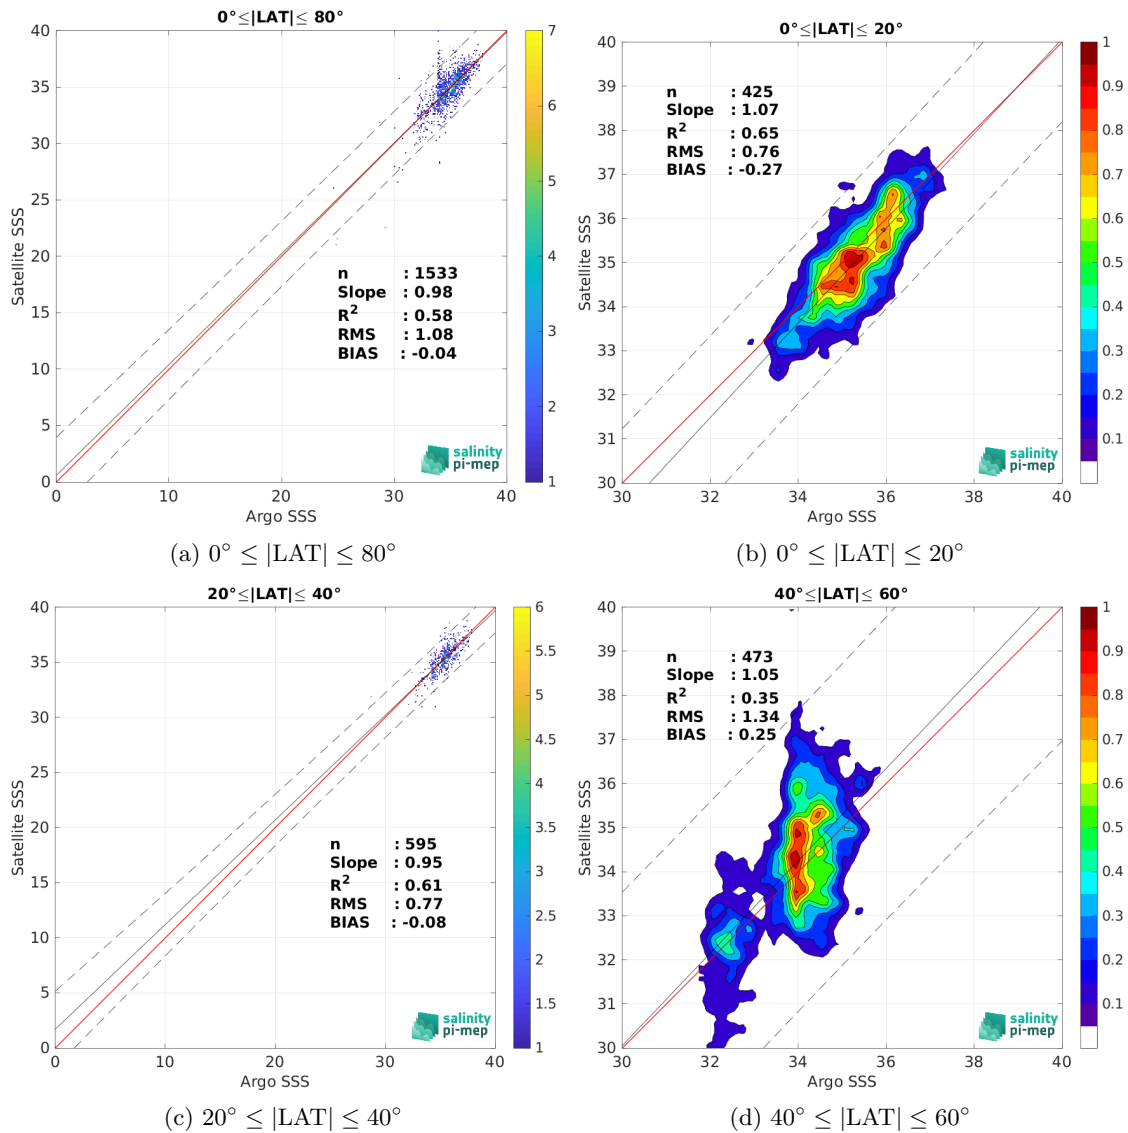 0°≤|LAT|≤ 80°
40
35
30
25
20
15
10
5
0
0
10
20
30
40
Satellite SSS
Argo SSS
n : 1533
Slope : 0.98
R² : 0.58
RMS : 1.08
BIAS : -0.04
salinity
pi-mep
7
6
5
4
3
2
1
(a) 0° ≤ |LAT| ≤ 80°
0°≤|LAT|≤ 20°
40
39
38
37
36
35
34
33
32
31
30
30
32
34
36
38
40
Satellite SSS
Argo SSS
n : 425
Slope : 1.07
R² : 0.65
RMS : 0.76
BIAS : -0.27
salinity
pi-mep
1
0.9
0.8
0.7
0.6
0.5
0.4
0.3
0.2
0.1
(b) 0° ≤ |LAT| ≤ 20°
20°≤|LAT|≤ 40°
40
35
30
25
20
15
10
5
0
0
10
20
30
40
Satellite SSS
Argo SSS
n : 595
Slope : 0.95
R² : 0.61
RMS : 0.77
BIAS : -0.08
salinity
pi-mep
6
5.5
5
4.5
4
3.5
3
2.5
2
1.5
1
(c) 20° ≤ |LAT| ≤ 40°
40°≤|LAT|≤ 60°
40
39
38
37
36
35
34
33
32
31
30
30
32
34
36
38
40
Satellite SSS
Argo SSS
n : 473
Slope : 1.05
R² : 0.35
RMS : 1.34
BIAS : 0.25
salinity
pi-mep
1
0.9
0.8
0.7
0.6
0.5
0.4
0.3
0.2
0.1
(d) 40° ≤ |LAT| ≤ 60°